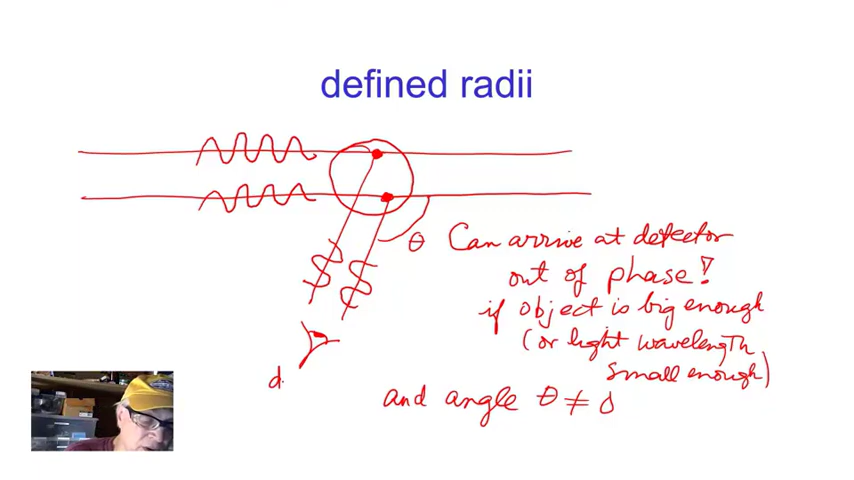 defined radii
θ
Can arrive at detector
out of phase!
if object is big enough
(or light wavelength
small enough)
d.
and angle θ ≠ 0